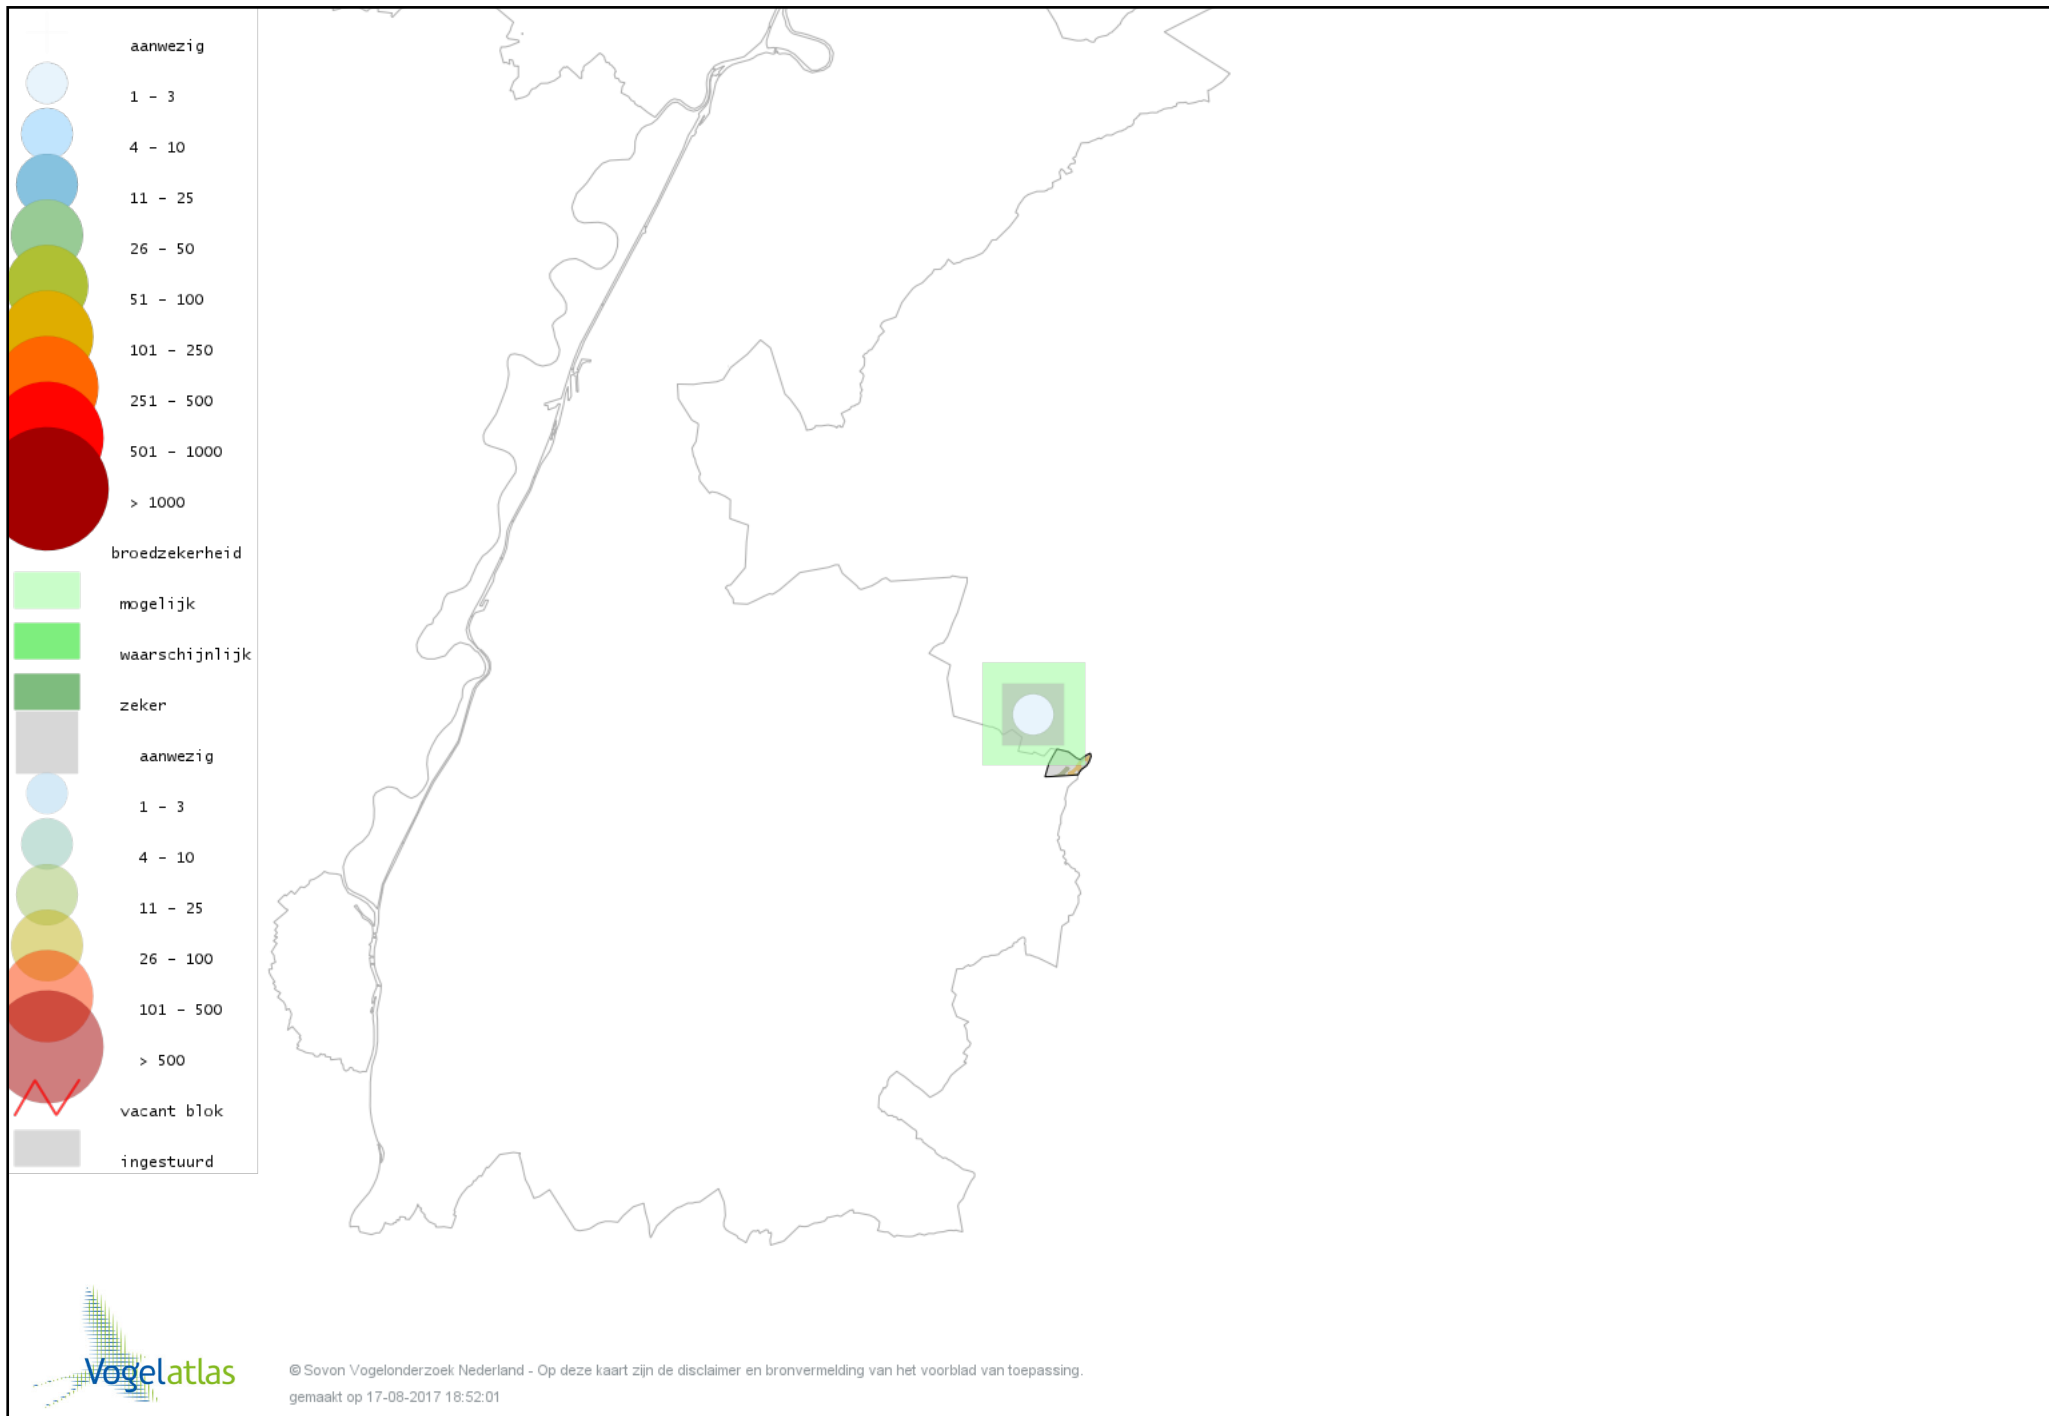 aanwezig
1 - 3
4 - 10
11 - 25
26 - 50
51 - 100
101 - 250
251 - 500
501 - 1000
> 1000
broedzekerheid
mogelijk
waarschijnlijk
zeker
aanwezig
1 - 3
4 - 10
11 - 25
26 - 100
101 - 500
> 500
vacant blok
ingestuurd
Vogelatlas
© Sovon Vogelonderzoek Nederland - Op deze kaart zijn de disclaimer en bronvermelding van het voorblad van toepassing.
gemaakt op 17-08-2017 18:52:01